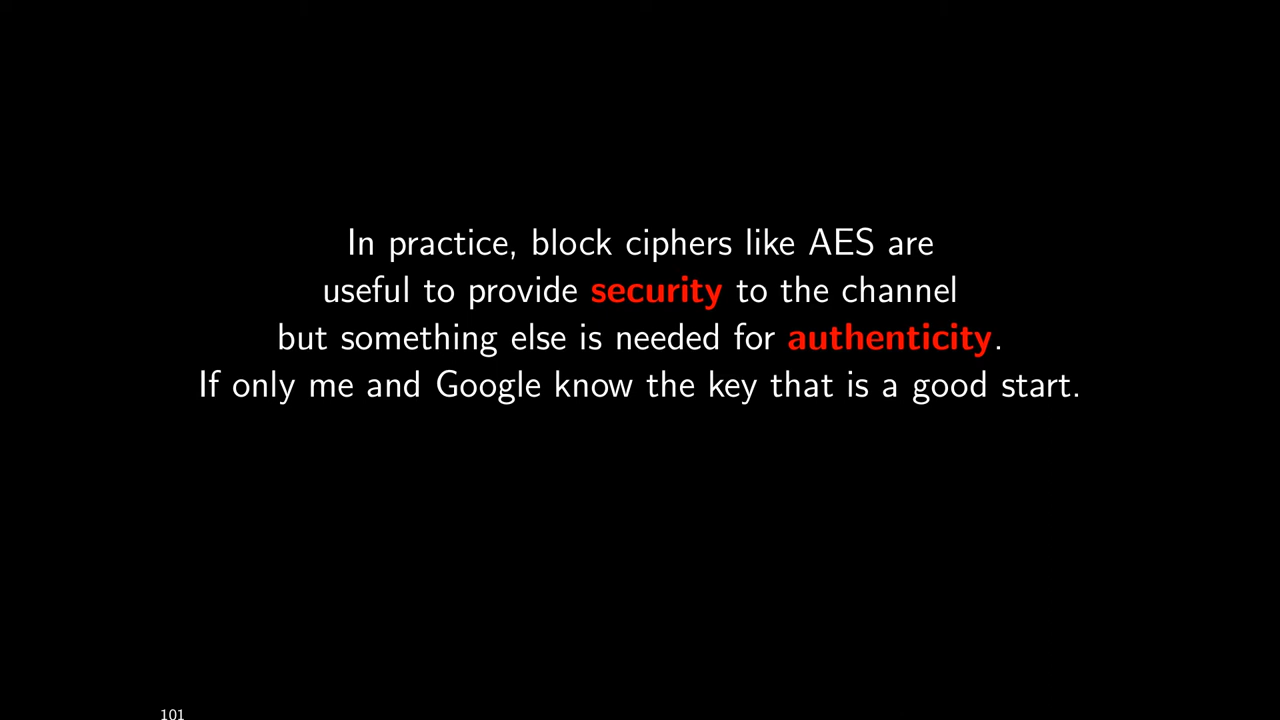 In practice, block ciphers like AES are
useful to provide security to the channel
but something else is needed for authenticity.
If only me and Google know the key that is a good start.
101